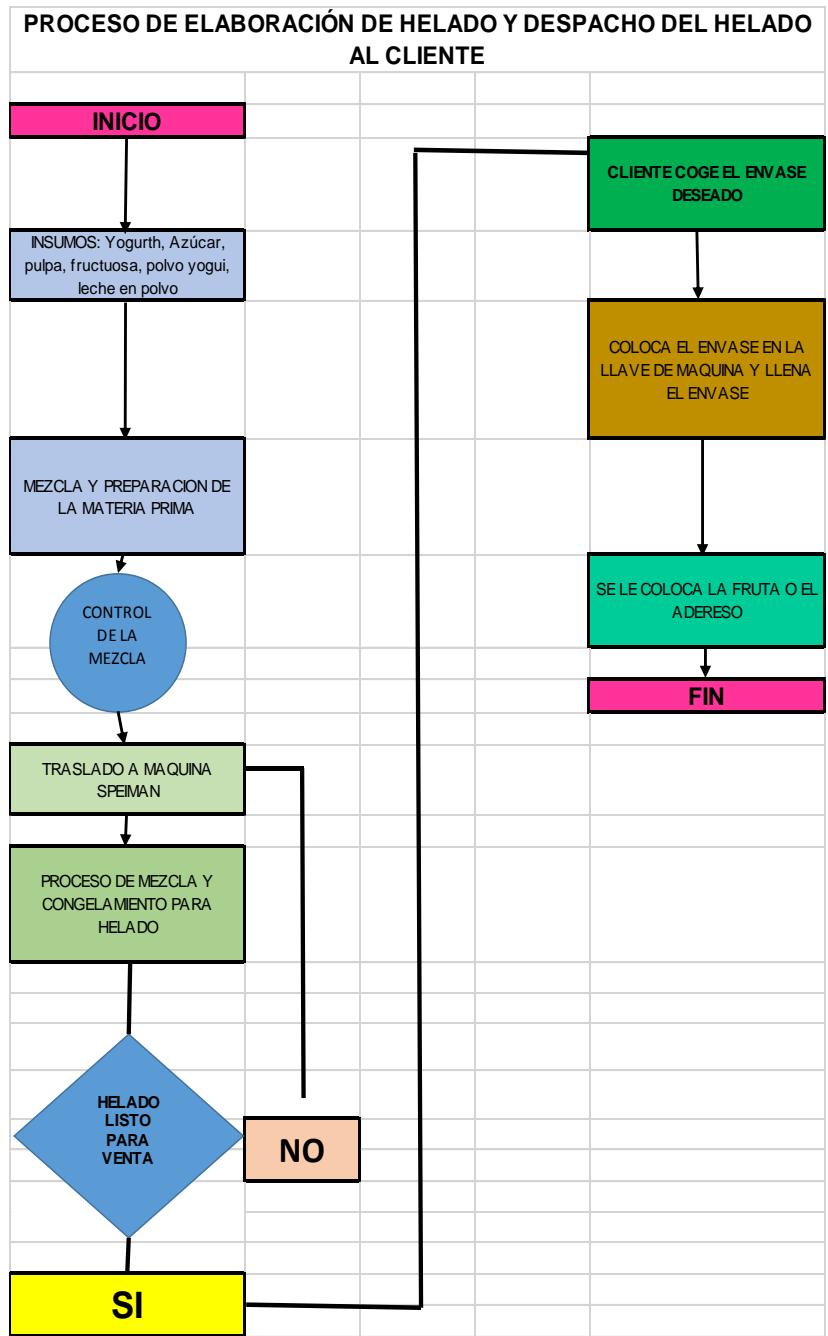 PROCESO DE ELABORACIÓN DE HELADO Y DESPACHO DEL HELADO
AL CLIENTE
INICIO
INSUMOS: Yogurth, Azúcar,
pulpa, fructuosa, polvo yogui,
leche en polvo
MEZCLA Y PREPARACION DE
LA MATERIA PRIMA
CONTROL
DE LA
MEZCLA
TRASLADO A MAQUINA
SPEIMAN
PROCESO DE MEZCLA Y
CONGELAMIENTO PARA
HELADO
HELADO
LISTO
PARA
VENTA
NO
SI
CLIENTE COGE EL ENVASE
DESEADO
COLOCA EL ENVASE EN LA
LLAVE DE MAQUINA Y LLENA
EL ENVASE
SE LE COLOCA LA FRUTA O EL
ADERESO
FIN